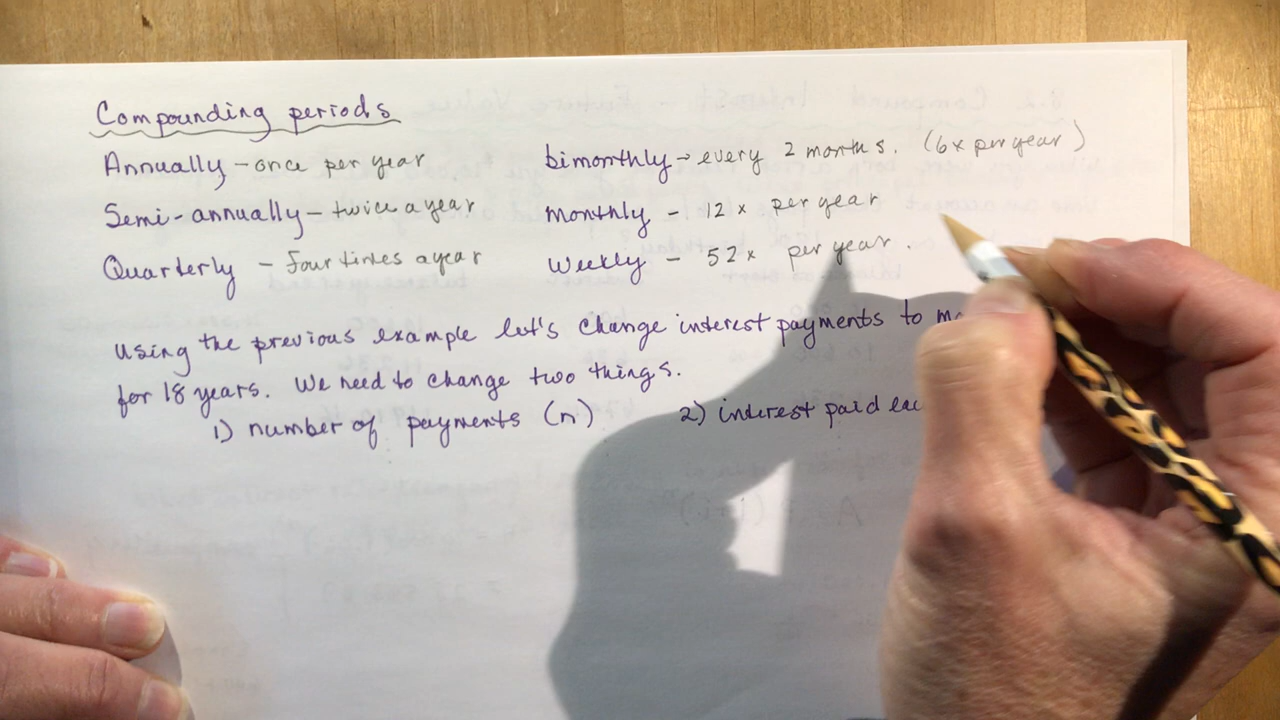 Compounding periods
Annually - once per year
Semi-annually - twice a year
Quarterly - four times a year
bimonthly - every 2 months. (6x per year)
monthly - 12 x per year
Weekly - 52 x per year.
Using the previous example let's change interest payments to
for 18 years. We need to change two things.
1) number of payments (n)
2) interest paid